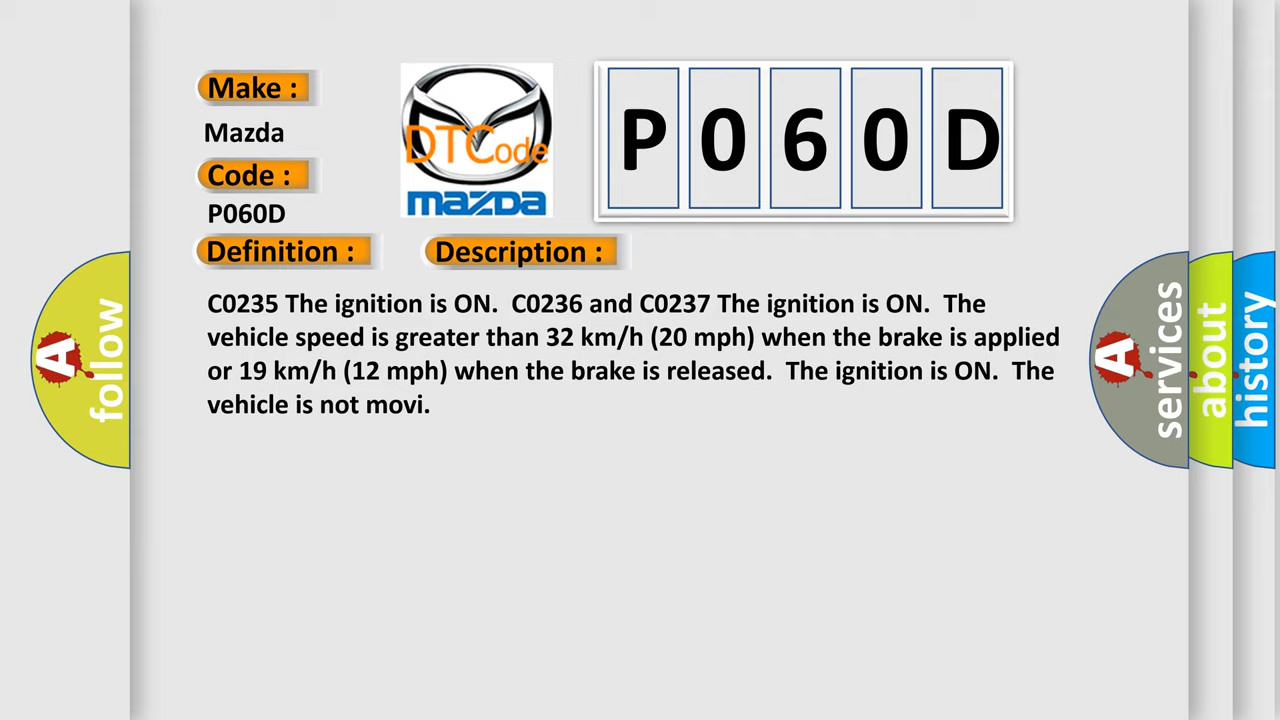 Make :
Mazda
Code :
P060D
Definition :
Description :
DTCode
mazda
P060D
C0235 The ignition is ON.  C0236 and C0237 The ignition is ON.  The
vehicle speed is greater than 32 km/h (20 mph) when the brake is applied
or 19 km/h (12 mph) when the brake is released.  The ignition is ON.  The
vehicle is not movi.
A
follow
A
services
about
history